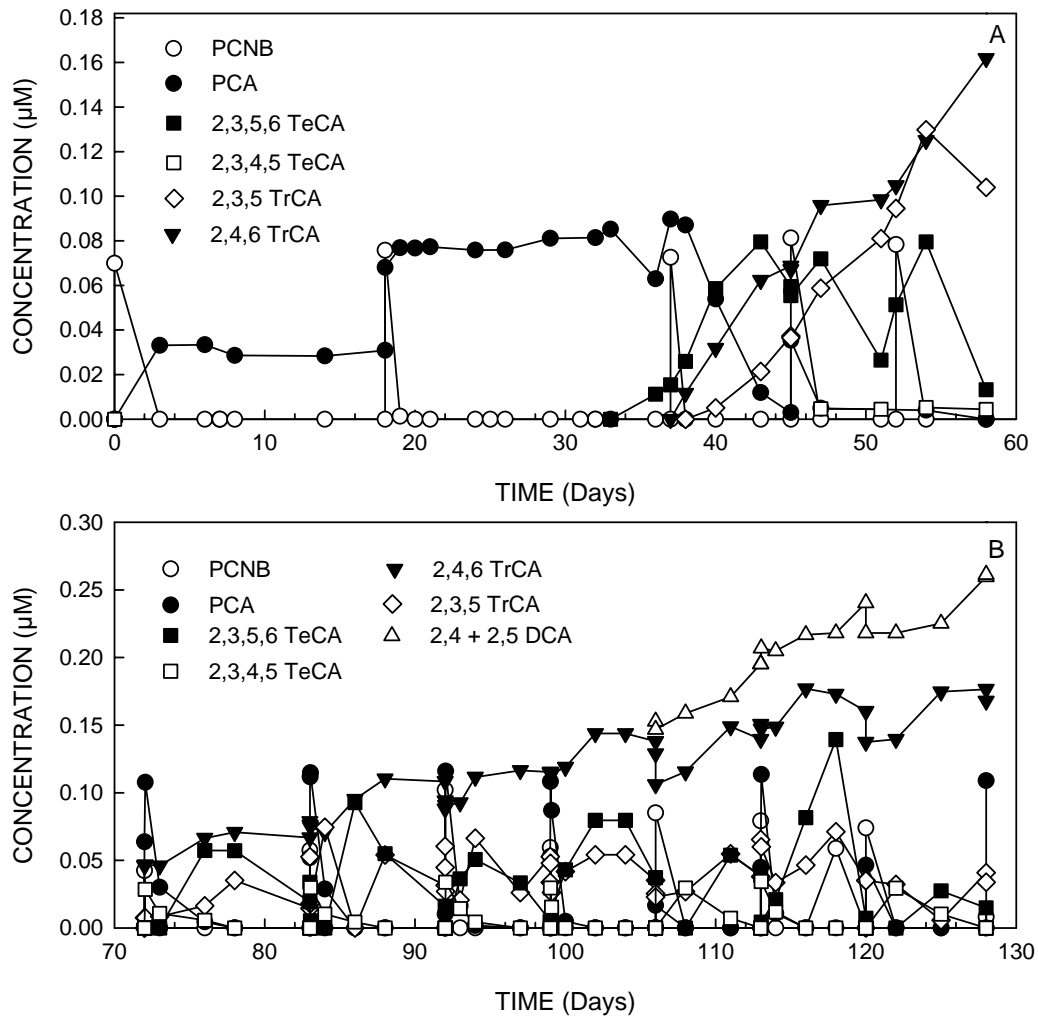 A
PCNB
PCA
2,3,5,6 TeCA
2,3,4,5 TeCA
2,3,5 TrCA
2,4,6 TrCA
CONCENTRATION (µM)
0.18
0.16
0.14
0.12
0.10
0.08
0.06
0.04
0.02
0.00
0 10 20 30 40 50 60
TIME (Days)
B
PCNB
PCA
2,3,5,6 TeCA
2,3,4,5 TeCA
2,4,6 TrCA
2,3,5 TrCA
2,4 + 2,5 DCA
CONCENTRATION (µM)
0.30
0.25
0.20
0.15
0.10
0.05
0.00
70 80 90 100 110 120 130
TIME (Days)